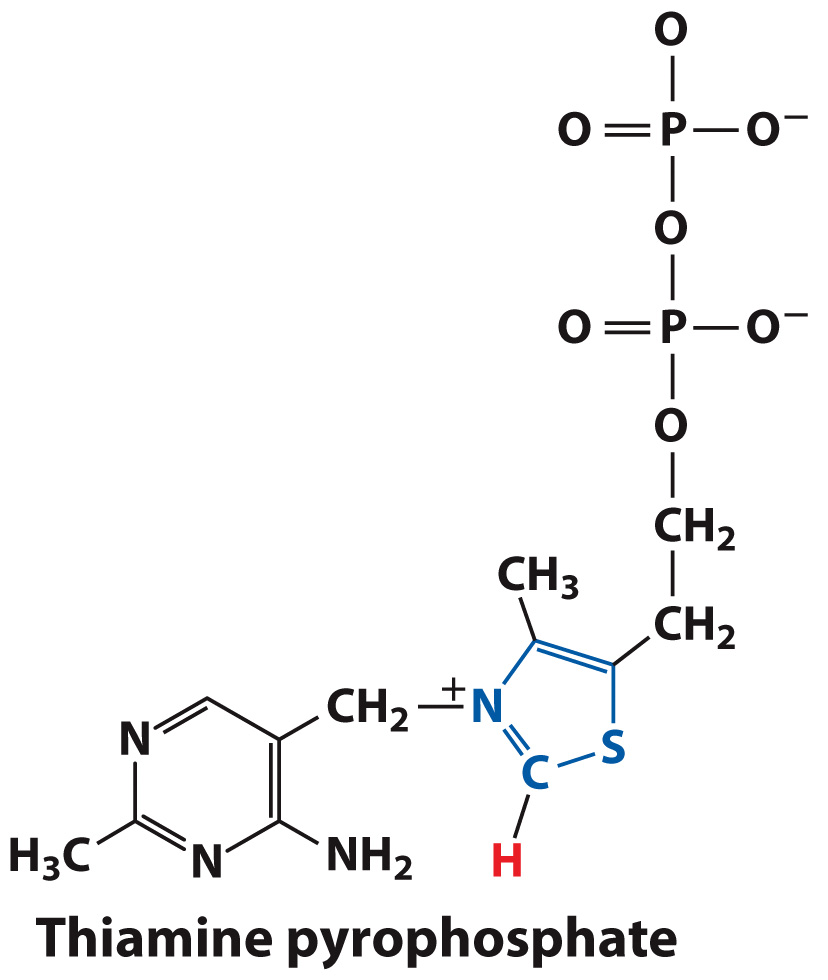 O
O = P — O⁻
O
O = P — O⁻
O
CH₂
CH₃
CH₂
CH₂ — ⁺N
N
S
C
H₃C
N
NH₂
H
Thiamine pyrophosphate